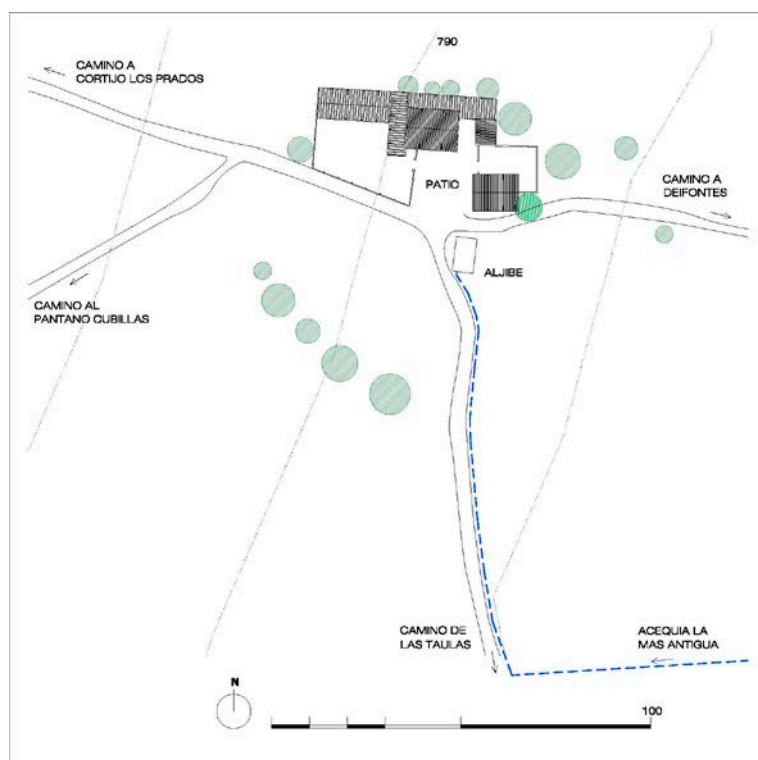 790
CAMINO A
CORTIJO LOS PRADOS
PATIO
CAMINO A
DEIFONTES
ALJIBE
CAMINO AL
PANTANO CUBILLAS
CAMINO DE
LAS TAULAS
ACEQUIA LA
MAS ANTIGUA
N
100